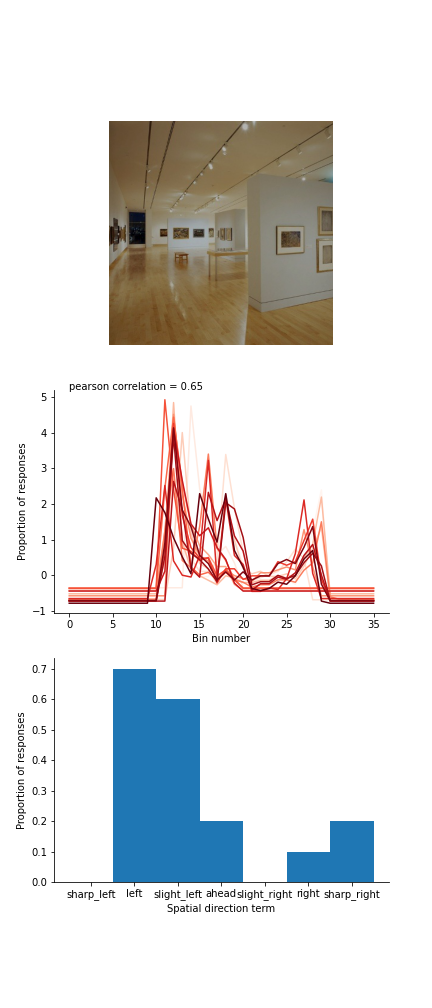 pearson correlation = 0.65
Proportion of responses
5
4
3
2
1
0
−1
0 5 10 15 20 25 30 35
Bin number
Proportion of responses
0.7
0.6
0.5
0.4
0.3
0.2
0.1
0.0
sharp_left left slight_left ahead slight_right right sharp_right
Spatial direction term